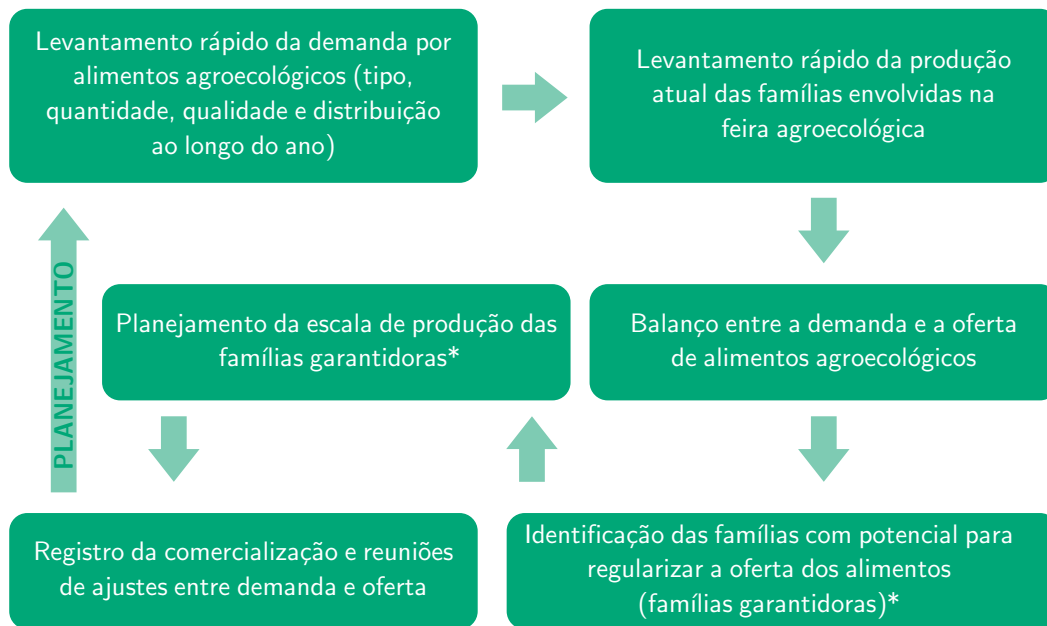 Levantamento rápido da demanda por
alimentos agroecológicos (tipo,
quantidade, qualidade e distribuição
ao longo do ano)
Levantamento rápido da produção
atual das famílias envolvidas na
feira agroecológica
PLANEJAMENTO
Planejamento da escala de produção das
famílias garantidoras*
Balanço entre a demanda e a oferta
de alimentos agroecológicos
Registro da comercialização e reuniões
de ajustes entre demanda e oferta
Identificação das famílias com potencial para
regularizar a oferta dos alimentos
(famílias garantidoras)*